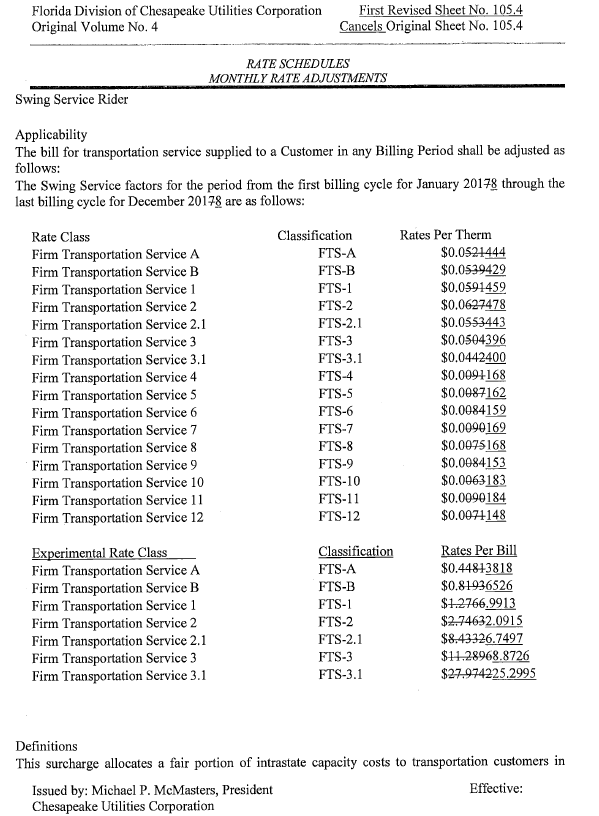 Florida Division of Chesapeake Utilities Corporation First Revised Sheet No. 105.4
Original Volume No. 4 Cancels Original Sheet No. 105.4
RATE SCHEDULES
MONTHLY RATE ADJUSTMENTS
Swing Service Rider
Applicability
The bill for transportation service supplied to a Customer in any Billing Period shall be adjusted as
follows:
The Swing Service factors for the period from the first billing cycle for January 20178 through the
last billing cycle for December 20178 are as follows:
Rate Class Classification Rates Per Therm
Firm Transportation Service A FTS-A $0.0521444
Firm Transportation Service B FTS-B $0.0539429
Firm Transportation Service 1 FTS-1 $0.0591459
Firm Transportation Service 2 FTS-2 $0.0627478
Firm Transportation Service 2.1 FTS-2.1 $0.0553443
Firm Transportation Service 3 FTS-3 $0.0504396
Firm Transportation Service 3.1 FTS-3.1 $0.0442400
Firm Transportation Service 4 FTS-4 $0.0091168
Firm Transportation Service 5 FTS-5 $0.0087162
Firm Transportation Service 6 FTS-6 $0.0084159
Firm Transportation Service 7 FTS-7 $0.0090169
Firm Transportation Service 8 FTS-8 $0.0075168
Firm Transportation Service 9 FTS-9 $0.0084153
Firm Transportation Service 10 FTS-10 $0.0063183
Firm Transportation Service 11 FTS-11 $0.0090184
Firm Transportation Service 12 FTS-12 $0.0071148
Experimental Rate Class Classification Rates Per Bill
Firm Transportation Service A FTS-A $0.44813818
Firm Transportation Service B FTS-B $0.81936526
Firm Transportation Service 1 FTS-1 $1.2766.9913
Firm Transportation Service 2 FTS-2 $2.74632.0915
Firm Transportation Service 2.1 FTS-2.1 $8.43326.7497
Firm Transportation Service 3 FTS-3 $11.28968.8726
Firm Transportation Service 3.1 FTS-3.1 $27.974225.2995
Definitions
This surcharge allocates a fair portion of intrastate capacity costs to transportation customers in
Issued by: Michael P. McMasters, President Effective:
Chesapeake Utilities Corporation